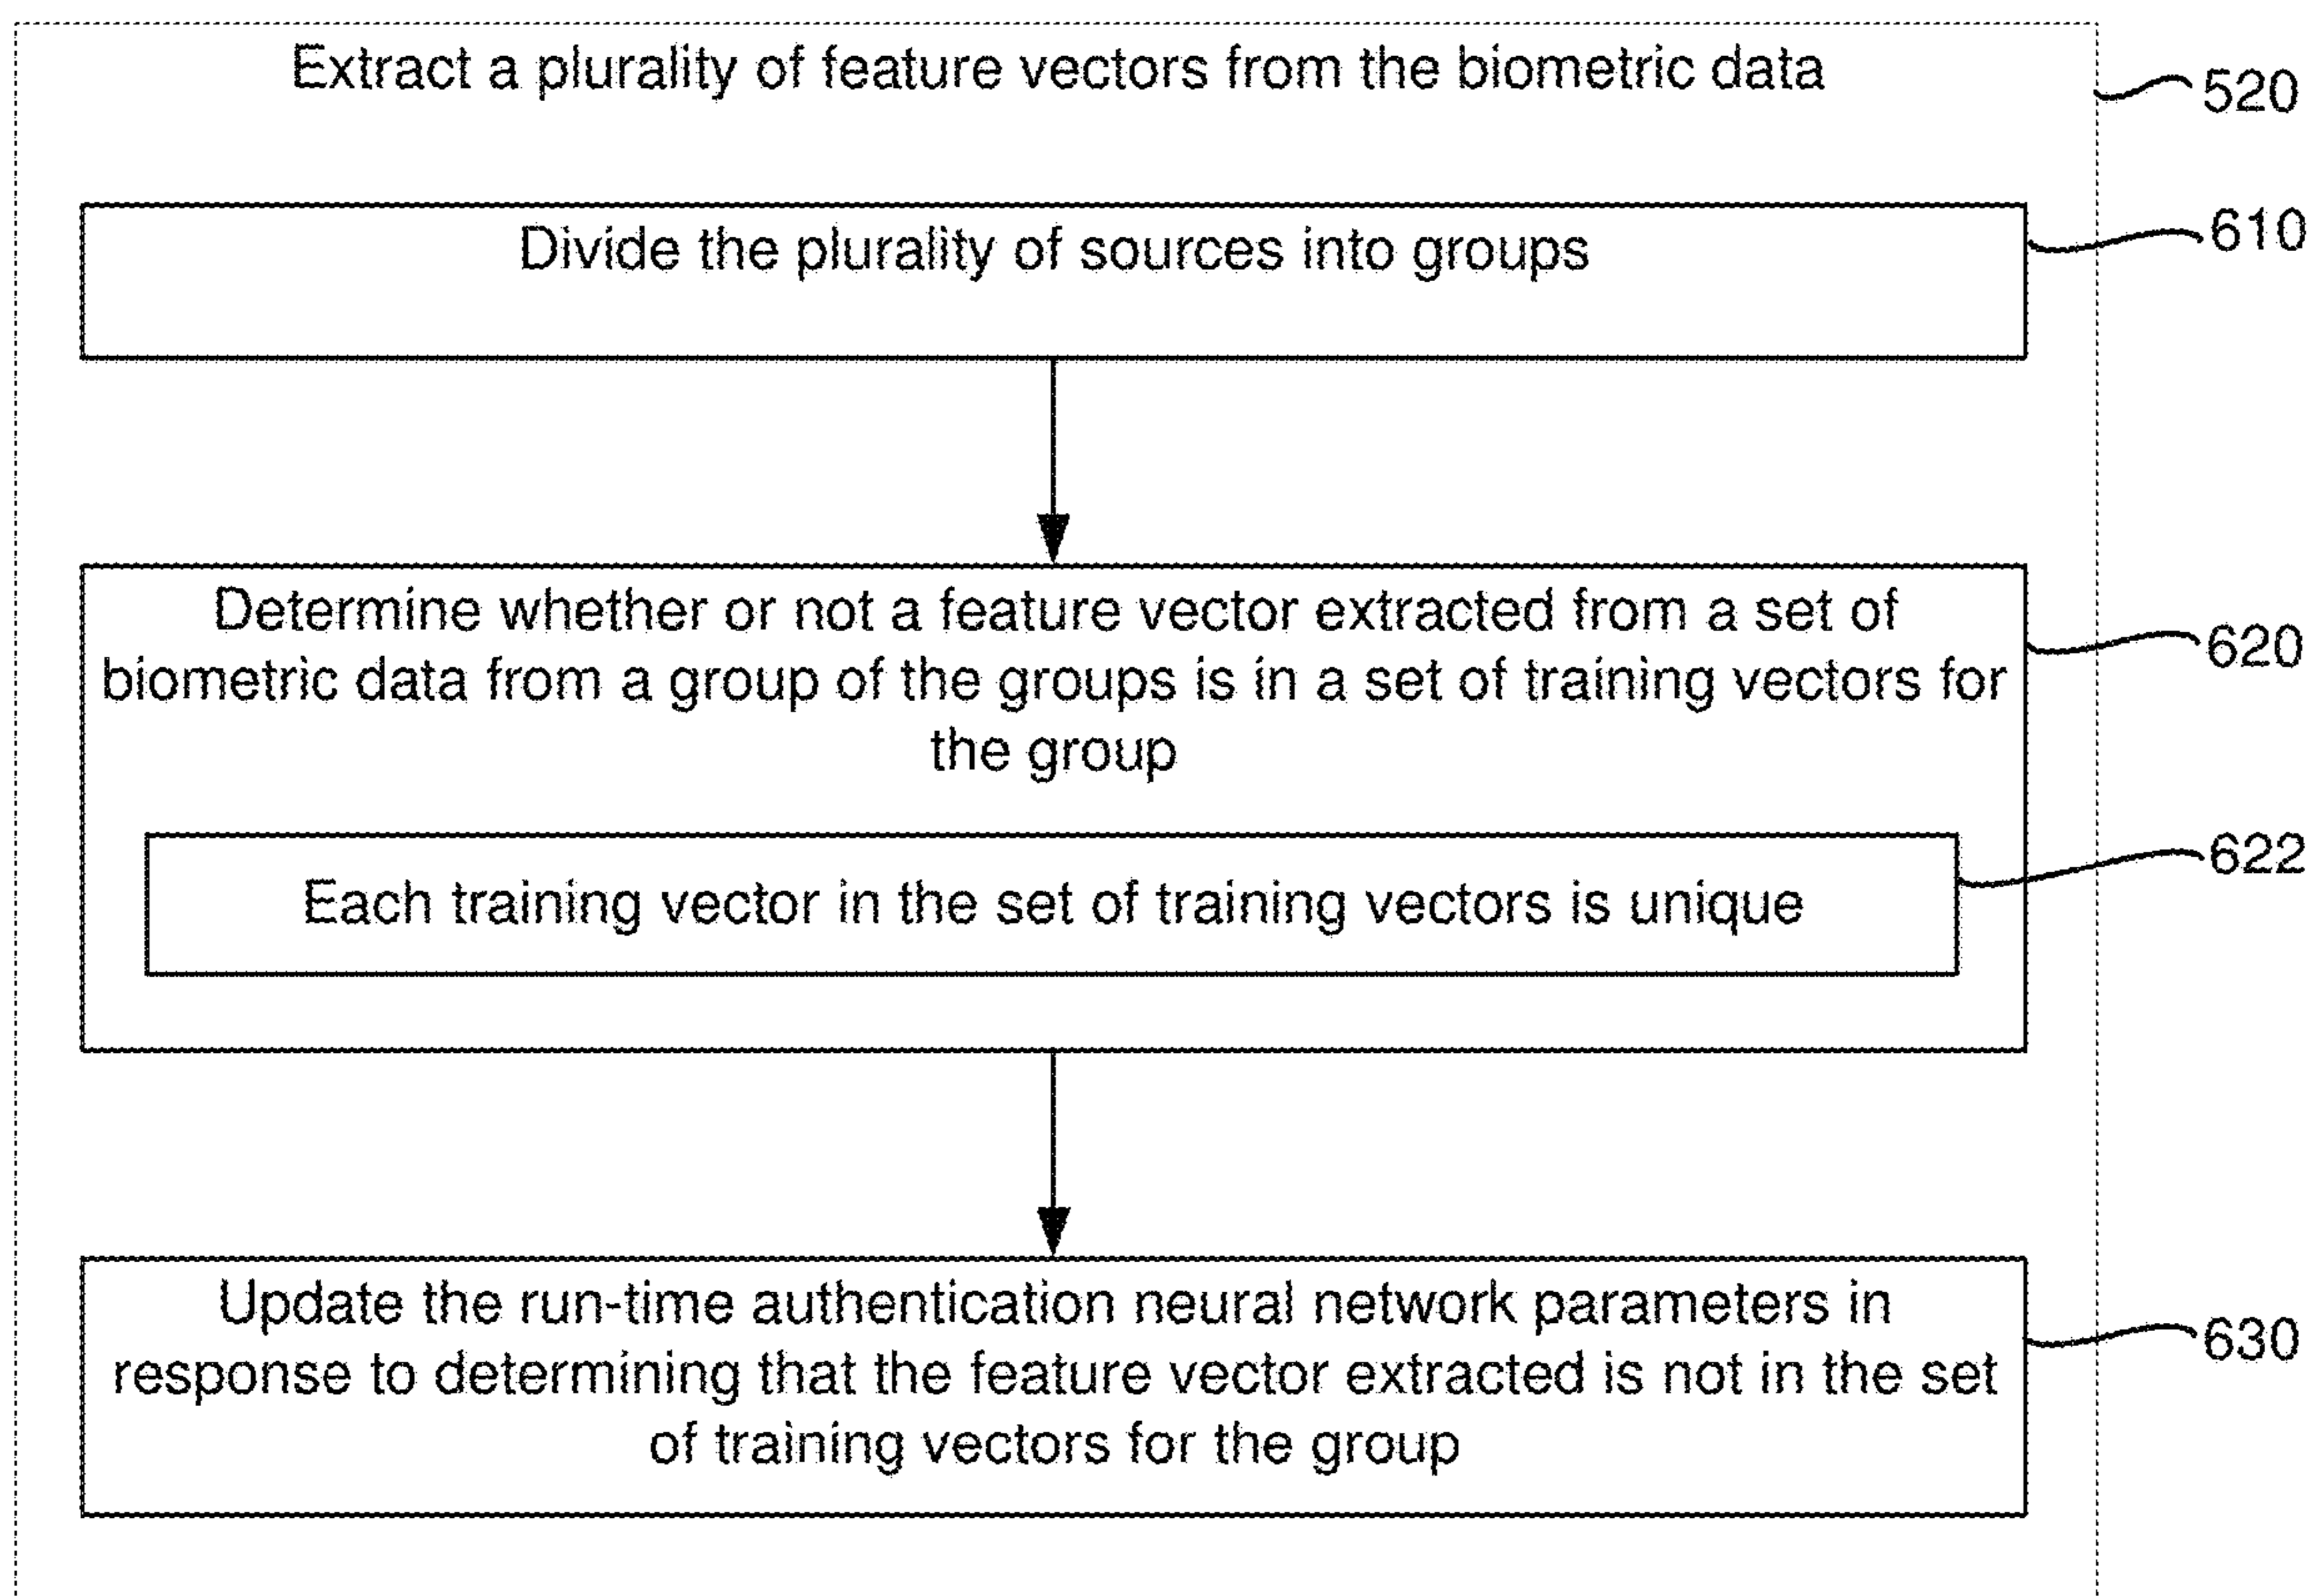 Extract a plurality of feature vectors from the biometric data
520
Divide the plurality of sources into groups
610
Determine whether or not a feature vector extracted from a set of
biometric data from a group of the groups is in a set of training vectors for
the group
620
Each training vector in the set of training vectors is unique
622
Update the run-time authentication neural network parameters in
response to determining that the feature vector extracted is not in the set
of training vectors for the group
630